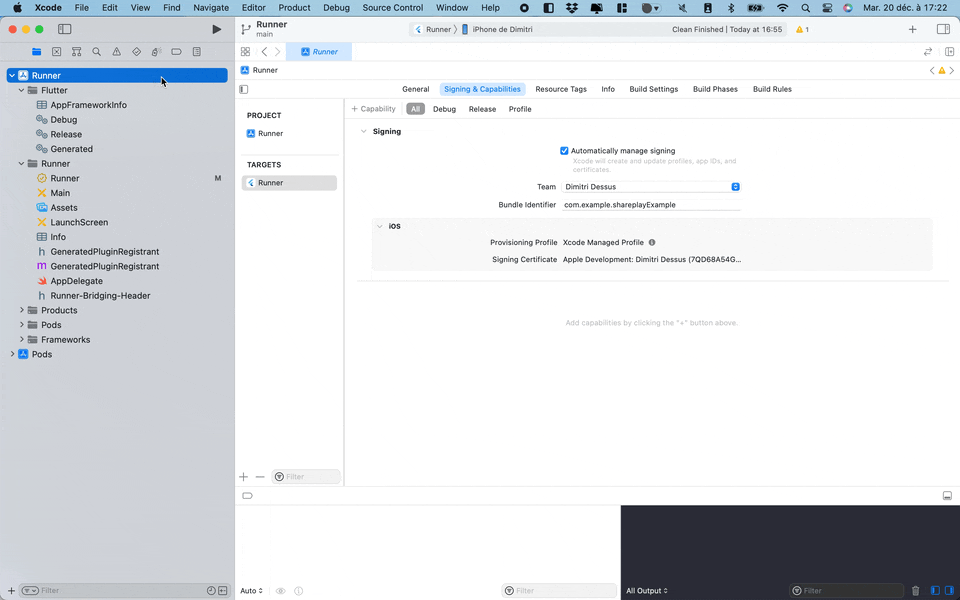 Xcode File Edit View Find Navigate Editor Product Debug Source Control Window Help Mar. 20 déc. à 17:22
Runner
main
Runner iPhone de Dimitri Clean Finished | Today at 16:55 1
Runner
Runner
General Signing & Capabilities Resource Tags Info Build Settings Build Phases Build Rules
+ Capability All Debug Release Profile
Runner
Flutter
AppFrameworkInfo
Debug
Release
Generated
Runner
Runner M
Main
Assets
LaunchScreen
Info
GeneratedPluginRegistrant
GeneratedPluginRegistrant
AppDelegate
Runner-Bridging-Header
Products
Pods
Frameworks
Pods
Filter
PROJECT
Runner
TARGETS
Runner
Filter
Signing
Automatically manage signing
Xcode will create and update profiles, app IDs, and
certificates.
Team Dimitri Dessus
Bundle Identifier com.example.shareplayExample
iOS
Provisioning Profile Xcode Managed Profile
Signing Certificate Apple Development: Dimitri Dessus (7QD68A54G...
Add capabilities by clicking the "+" button above.
Auto Filter All Output Filter